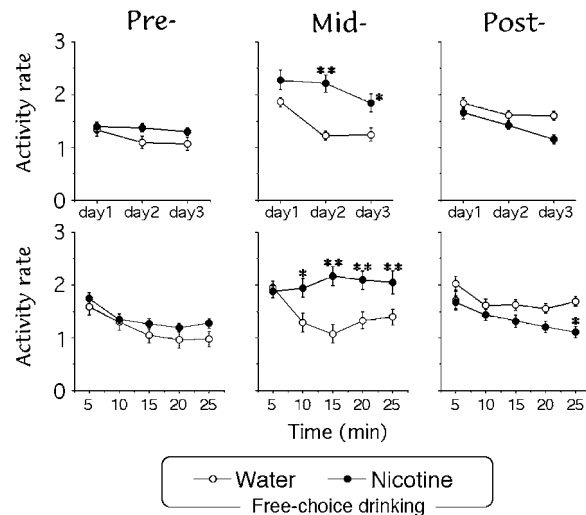 Pre- Mid- Post-
Activity rate
3
2
1
0
**
*
day1 day2 day3 day1 day2 day3 day1 day2 day3
Activity rate
3
2
1
0
* ** ** **
*
5 10 15 20 25 5 10 15 20 25 5 10 15 20 25
Time (min)
Water Nicotine
Free-choice drinking